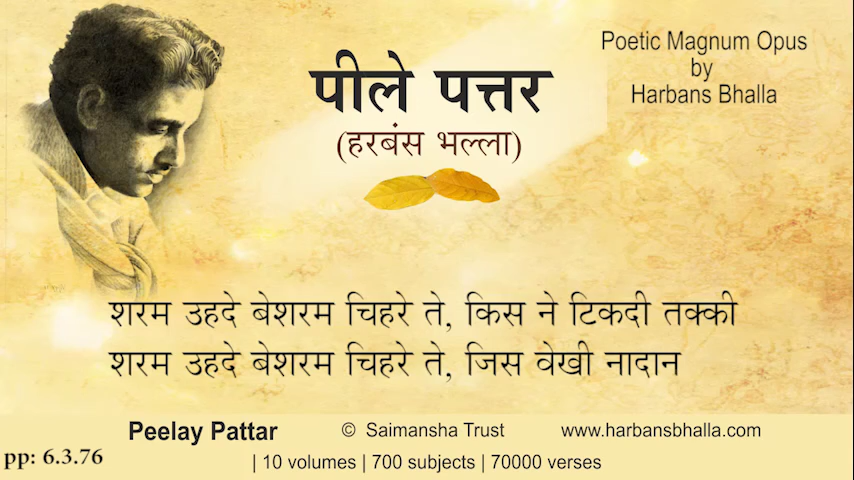 Poetic Magnum Opus
by
Harbans Bhalla
पीले पत्तर
(हरबंस भल्ला)
शरम उहदे बेशरम चिहरे ते, किस ने टिकदी तक्की
शरम उहदे बेशरम चिहरे ते, जिस वेखी नादान
Peelay Pattar © Saimansha Trust www.harbansbhalla.com
pp: 6.3.76
| 10 volumes | 700 subjects | 70000 verses